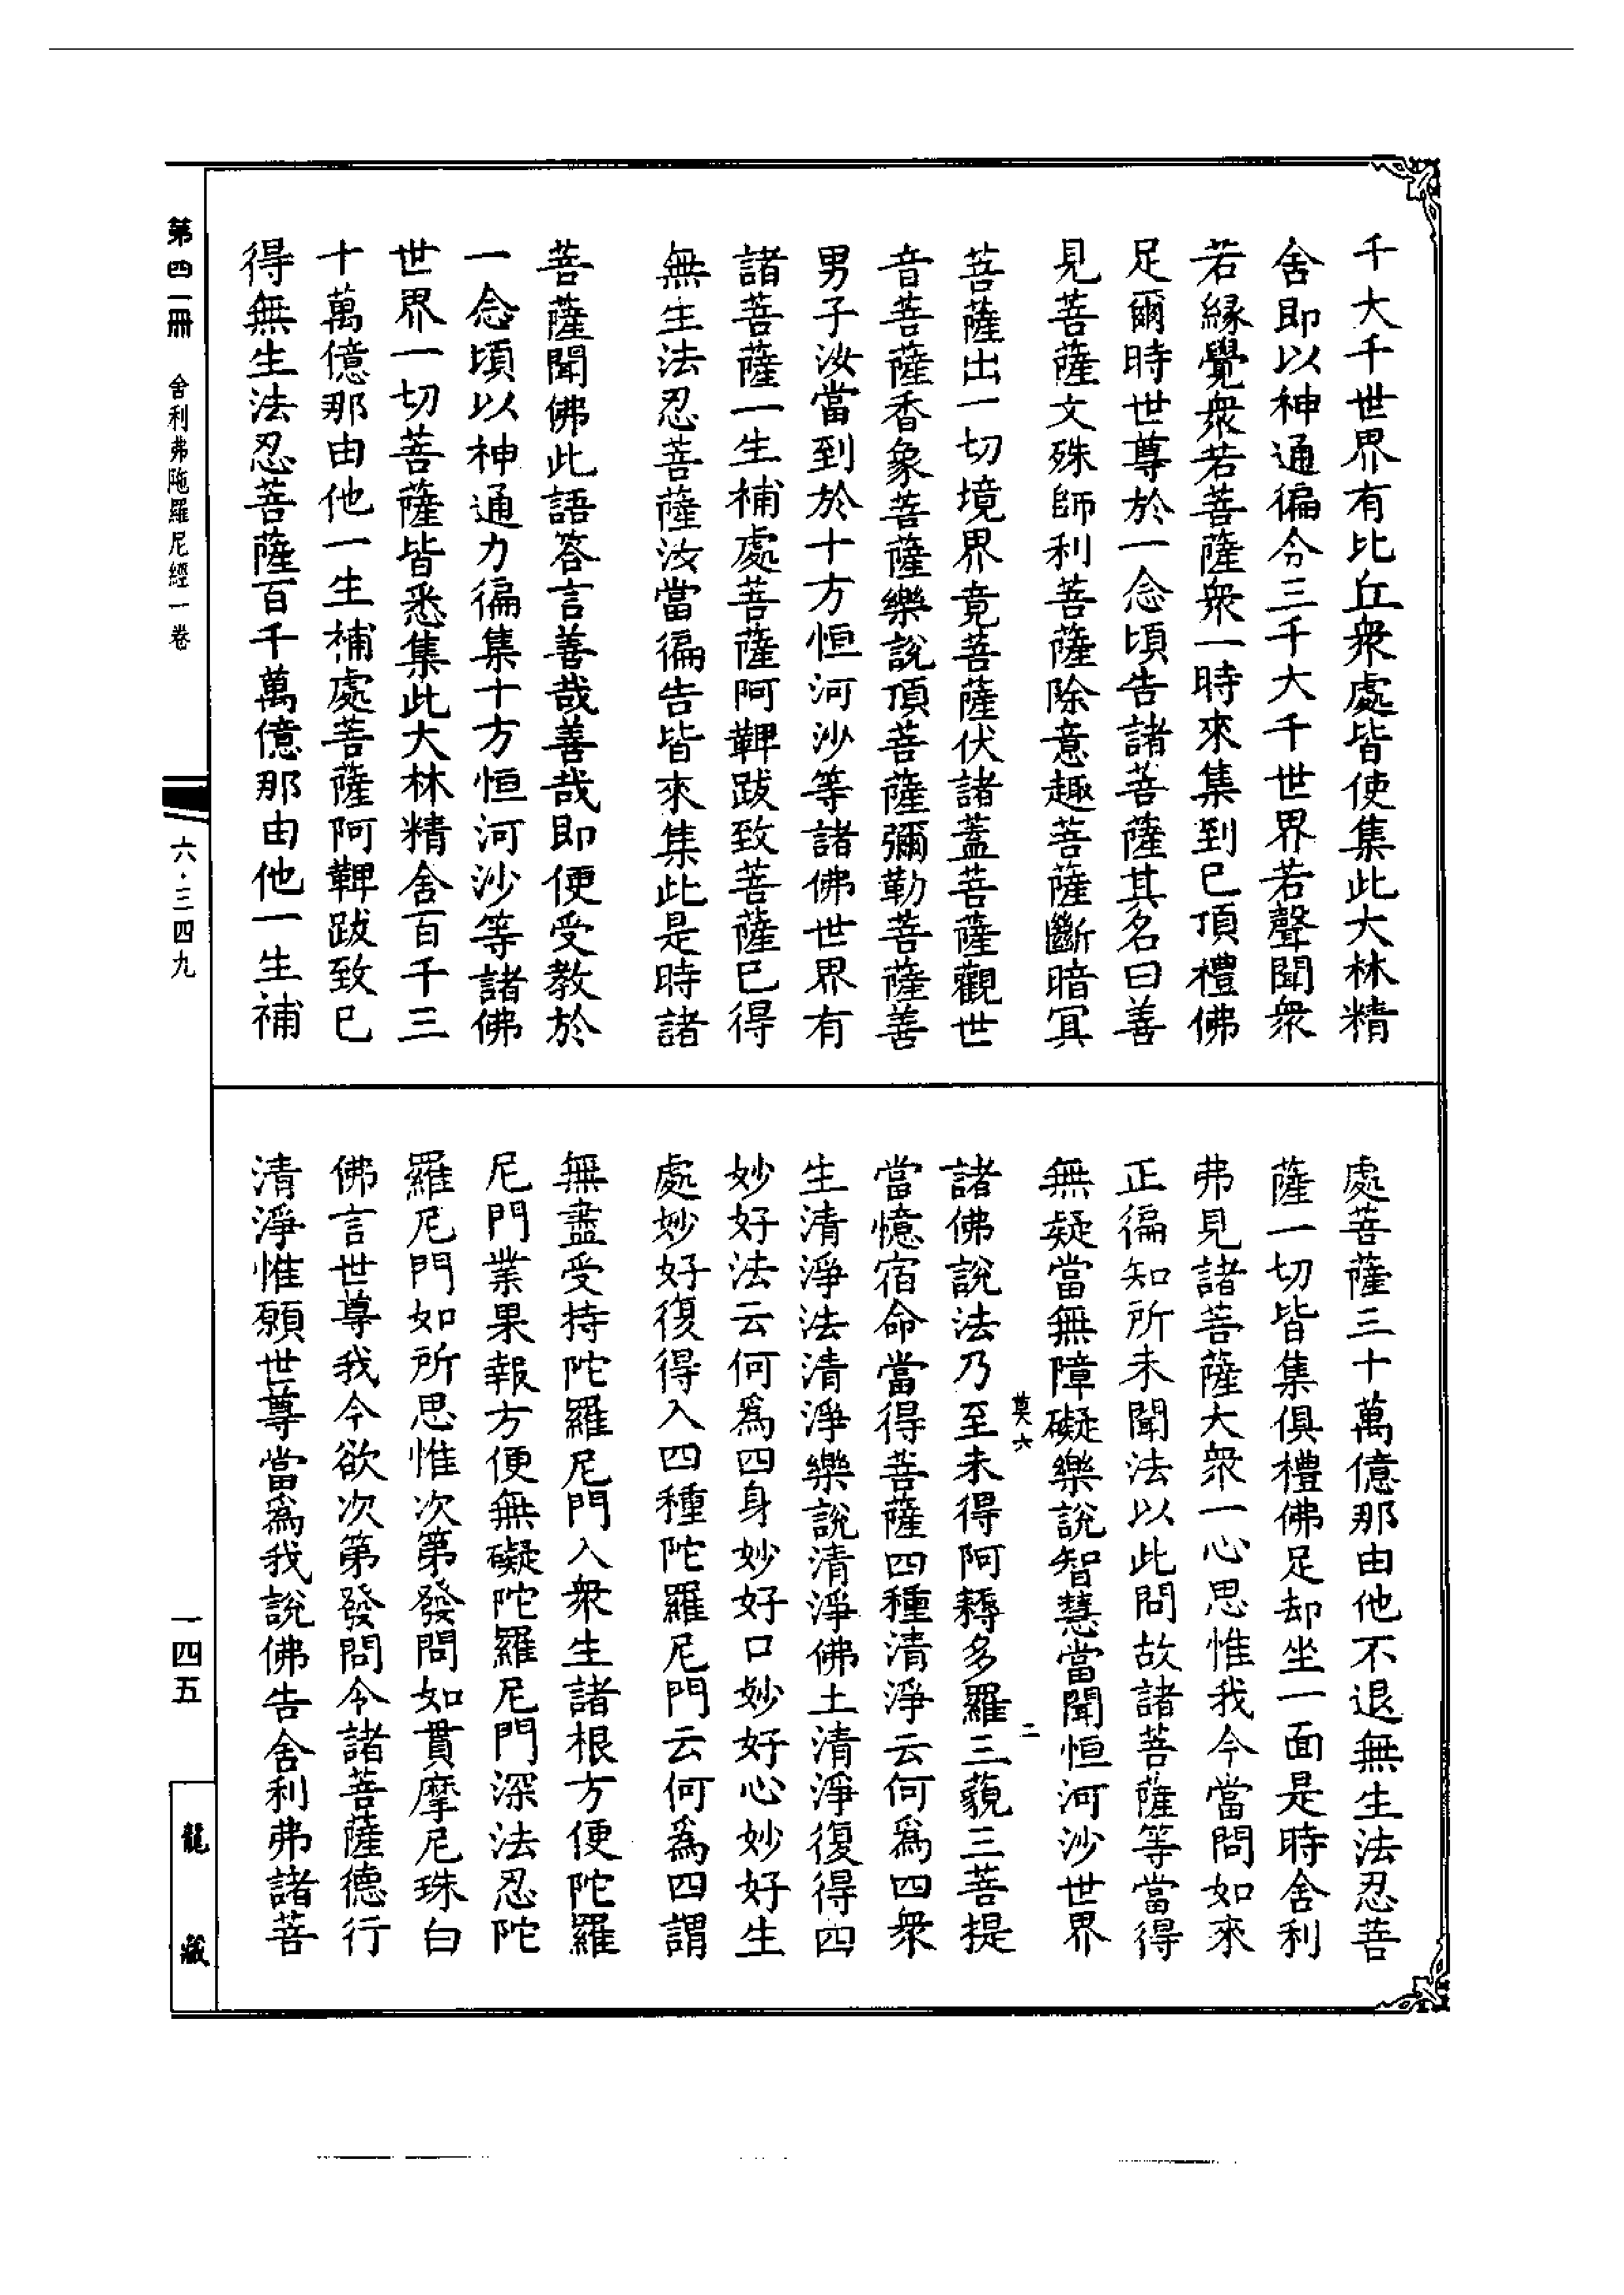 千大千世界有比丘衆處皆使集此大林精
舍即以神通徧令三千大千世界若聲聞衆
若緣覺衆若菩薩衆一時來集到已頂禮佛
足爾時世尊於一念頃告諸菩薩其名曰善
見菩薩文殊師利菩薩除意趣菩薩斷暗冥
菩薩出一切境界竟菩薩伏諸蓋菩薩觀世
音菩薩香象菩薩樂說頂菩薩彌勒菩薩善
男子汝當到於十方恒河沙等諸佛世界有
諸菩薩一生補處菩薩阿鞞跋致菩薩已得
無生法忍菩薩汝當徧告皆來集此是時諸
菩薩聞佛此語答言善哉善哉即便受教於
一念頃以神通力徧集十方恒河沙等諸佛
世界一切菩薩皆悉集此大林精舍百千三
十萬億那由他一生補處菩薩阿鞞跋致已
得無生法忍菩薩百千萬億那由他一生補
處菩薩三十萬億那由他不退無生法忍菩
薩一切皆集俱禮佛足却坐一面是時舍利
弗見諸菩薩大衆一心思惟我今當問如來
正徧知所未聞法以此問故諸菩薩等當得
無疑當無障礙樂說智慧當聞恒河沙世界
莫六 二
諸佛說法乃至未得阿耨多羅三藐三菩提
當憶宿命當得菩薩四種清淨云何爲四衆
生清淨法清淨樂說清淨佛土清淨復得四
妙好法云何爲四身妙好口妙好心妙好生
處妙好復得入四種陀羅尼門云何爲四謂
無盡受持陀羅尼門入衆生諸根方便陀羅
尼門業果報方便無礙陀羅尼門深法忍陀
羅尼門如所思惟次第發問如貫摩尼珠白
佛言世尊我今欲次第發問令諸菩薩德行
清淨惟願世尊當爲我說佛告舍利弗諸菩
第四二冊 舍利弗陁羅尼經一卷 六·三四九 一四五
龍藏